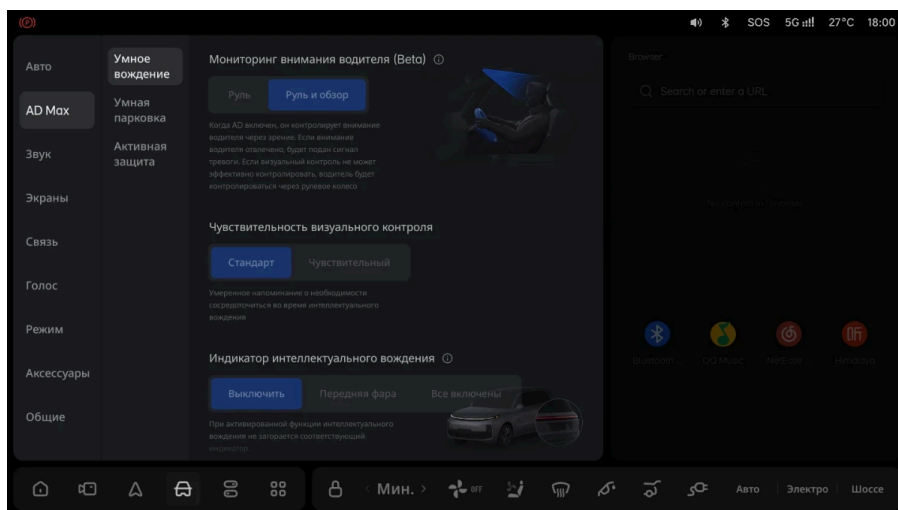 (P)
SOS 5G 27°C 18:00
Авто
AD Max
Звук
Экраны
Связь
Голос
Режим
Аксессуары
Общие
Умное
вождение
Умная
парковка
Активная
защита
Мониторинг внимания водителя (Beta)
Руль
Руль и обзор
Когда AD включен, он контролирует внимание
водителя через зрение. Если внимание
водителя отвлечено, будет подан сигнал
тревоги. Если визуальный контроль не может
эффективно контролировать, водитель будет
контролироваться через рулевое колесо
Чувствительность визуального контроля
Стандарт
Чувствительный
Умеренное напоминание о необходимости
сосредоточиться во время интеллектуального
вождения
Индикатор интеллектуального вождения
Выключить
Передняя фара
Все включены
При активированной функции интеллектуального
вождения не загорается соответствующий
индикатор
Browser
Search or enter a URL
Bluetooth
QQ Music
NetEase
Himalaya
< Мин. >
OFF
Авто
Электро
Шоссе